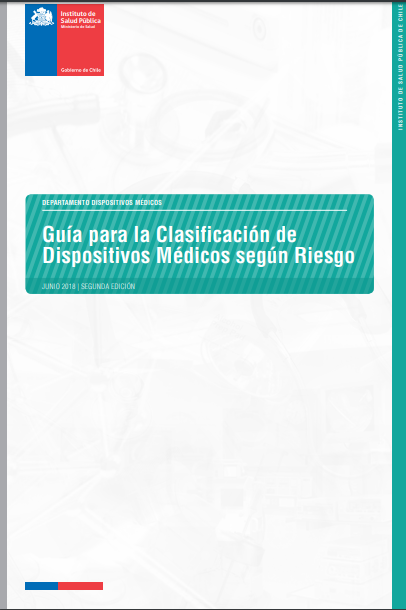 Instituto de
Salud Pública
Ministerio de Salud
Gobierno de Chile
INSTITUTO DE SALUD PÚBLICA DE CHILE
DEPARTAMENTO DISPOSITIVOS MÉDICOS
Guía para la Clasificación de
Dispositivos Médicos según Riesgo
JUNIO 2018 | SEGUNDA EDICIÓN